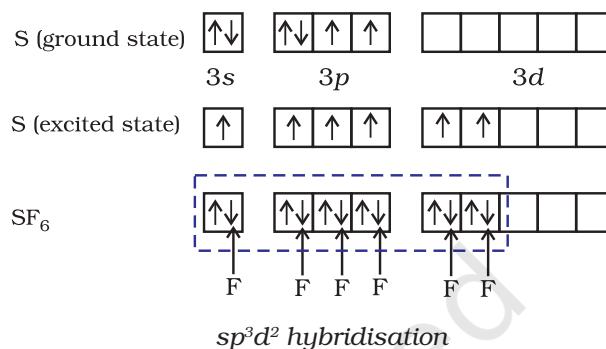 S (ground state)
3s 3p 3d
S (excited state)
SF₆
F F F F F F
sp³d² hybridisation